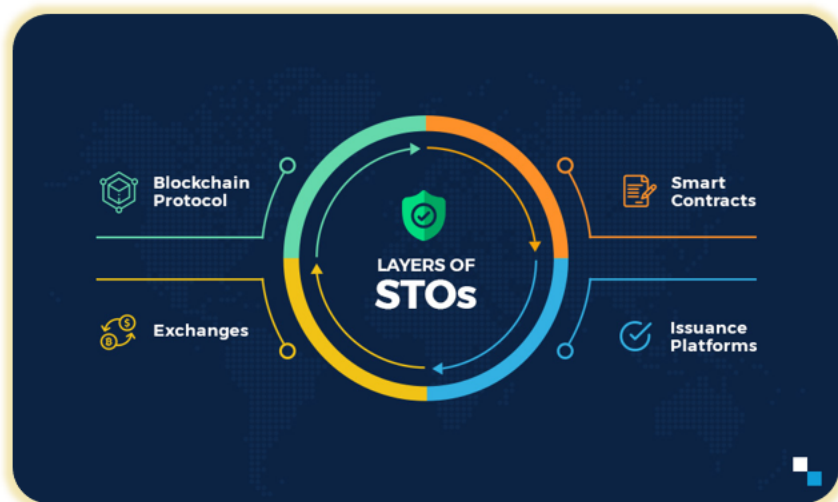 Blockchain
Protocol
Smart
Contracts
LAYERS OF
STOs
Exchanges
Issuance
Platforms